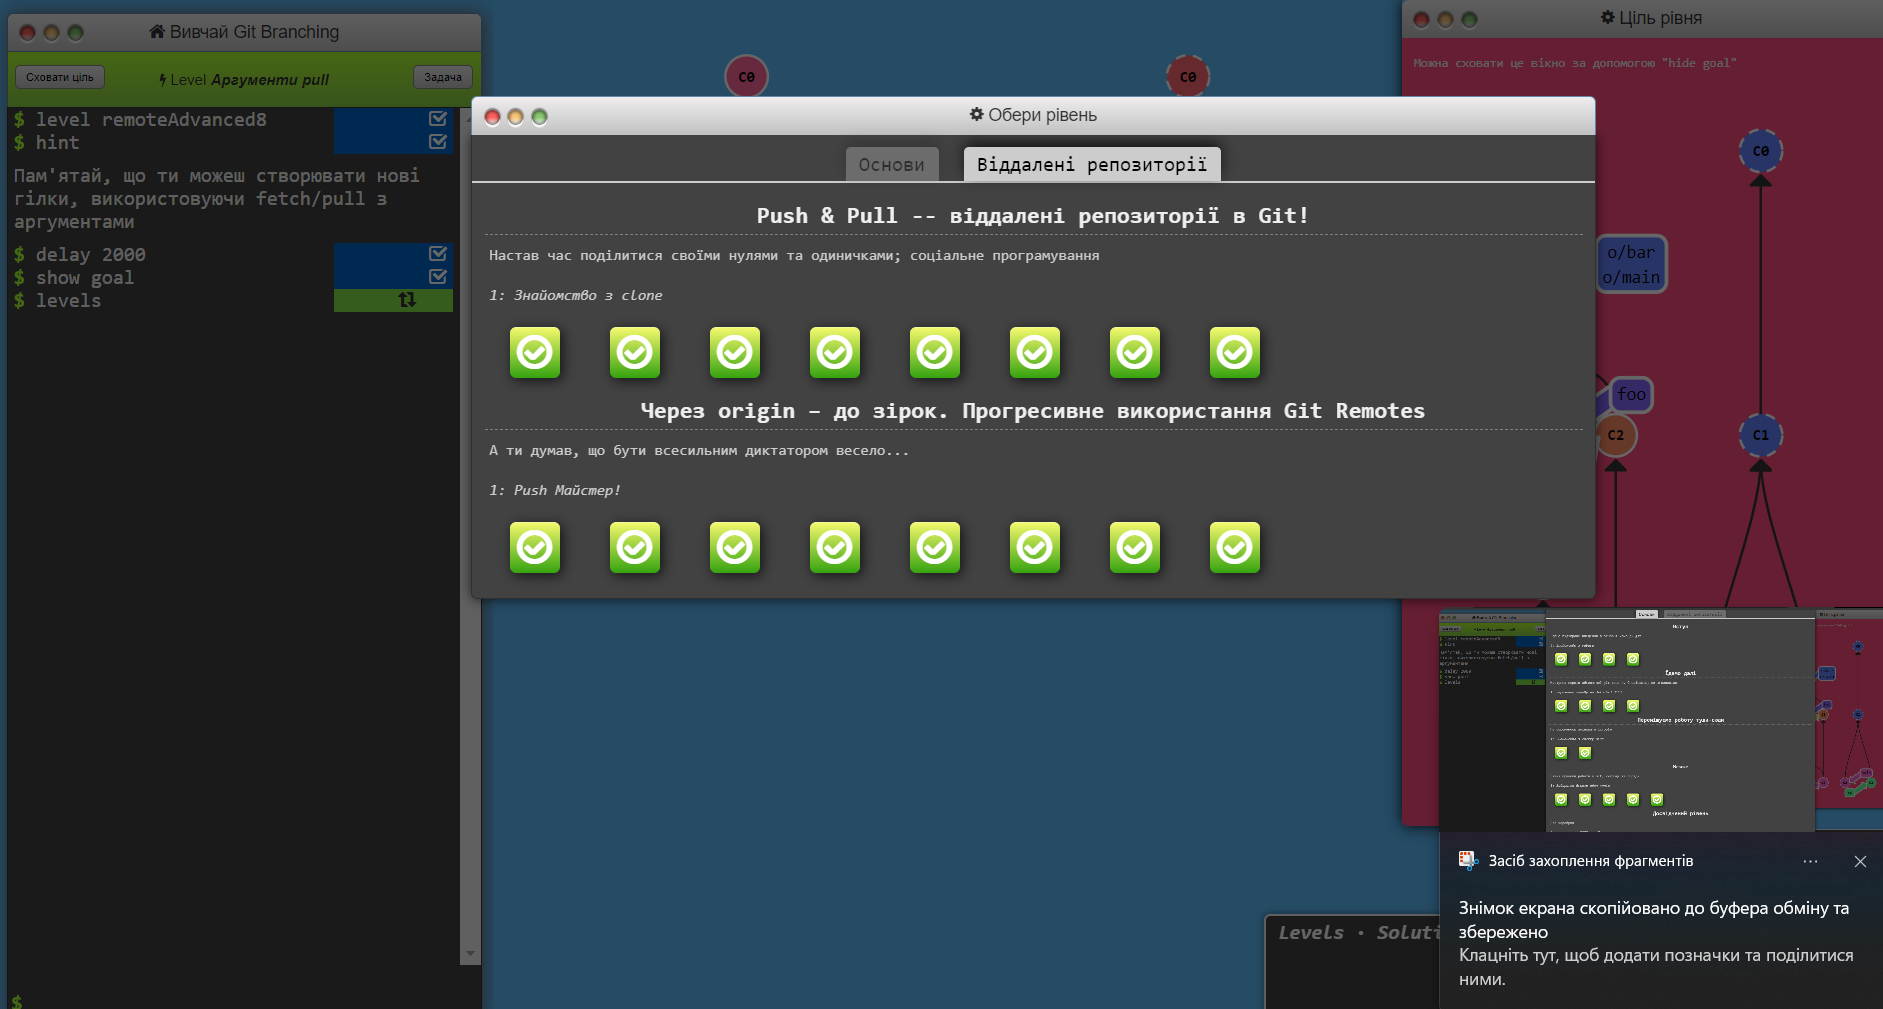 Вивчай Git Branching
Сховати ціль
Level Аргументи pull
Задача
$ level remoteAdvanced8
$ hint
Пам'ятай, що ти можеш створювати нові
гілки, використовуючи fetch/pull з
аргументами
$ delay 2000
$ show goal
$ levels
$
C0
C0
Обери рівень
Основи
Віддалені репозиторії
Push & Pull -- віддалені репозиторії в Git!
Настав час поділитися своїми нулями та одиничками; соціальне програмування
1: Знайомство з clone
Через origin – до зірок. Прогресивне використання Git Remotes
А ти думав, що бути всесильним диктатором весело...
1: Push Майстер!
Ціль рівня
Можна сховати це вікно за допомогою "hide goal"
C0
o/bar
o/main
foo
C2
C1
Levels • Soluti
Засіб захоплення фрагментів
Знімок екрана скопійовано до буфера обміну та
збережено
Клацніть тут, щоб додати позначки та поділитися
ними.